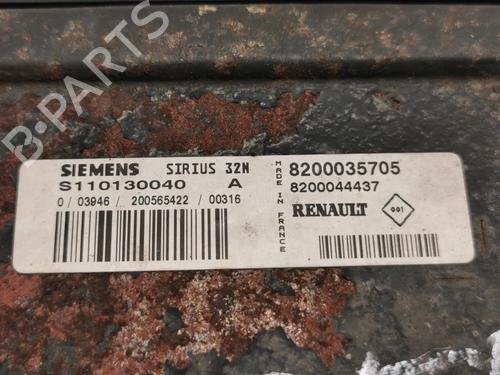 B-PARTS
SIEMENS SIRIUS 32N
S110130040 A
0 / 03946 / 200565422 / 00316
MADE IN FRANCE
8200035705
8200044437
RENAULT 001